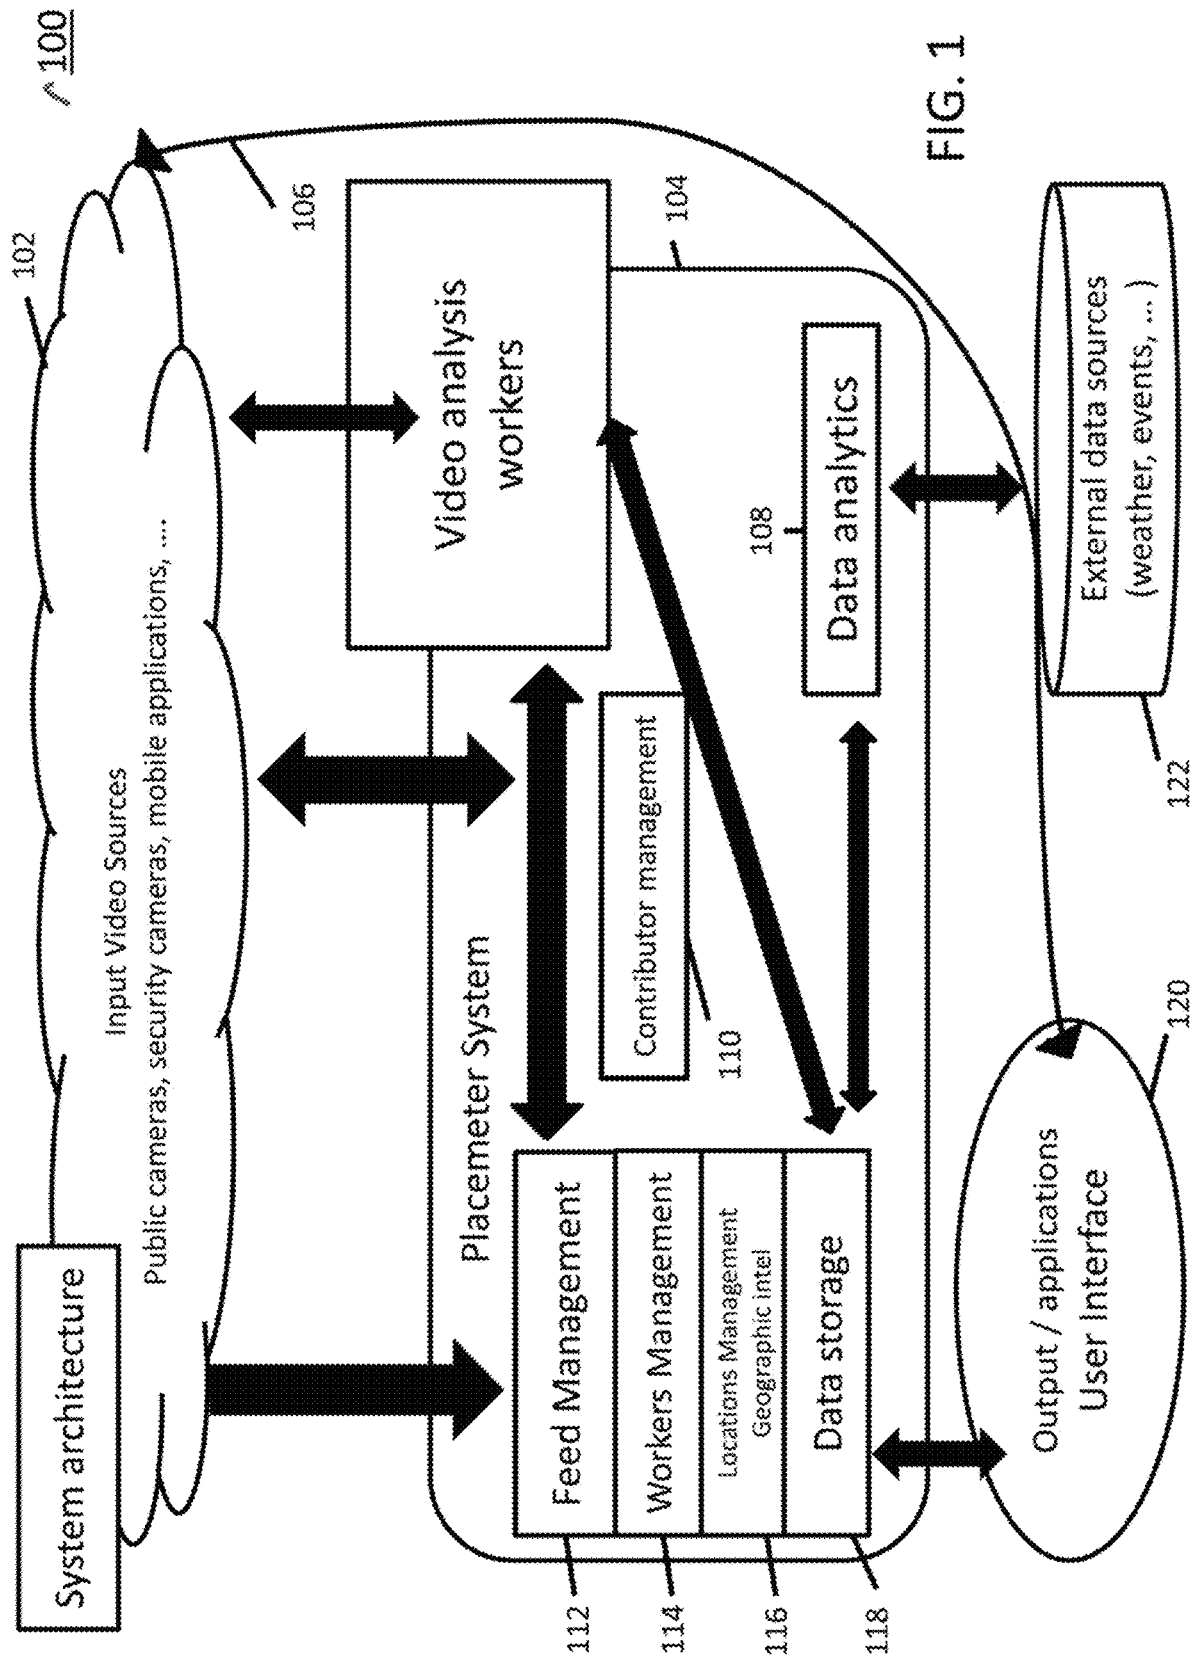 100
System architecture
102
Input Video Sources
Public cameras, security cameras, mobile applications, ....
106
Placemeter System
Video analysis
workers
104
112
Feed Management
114
Workers Management
116
Locations Management
Geographic intel
118
Data storage
Contributor management
110
108
Data analytics
Output / applications
User Interface
120
External data sources
(weather, events, ... )
122
FIG. 1